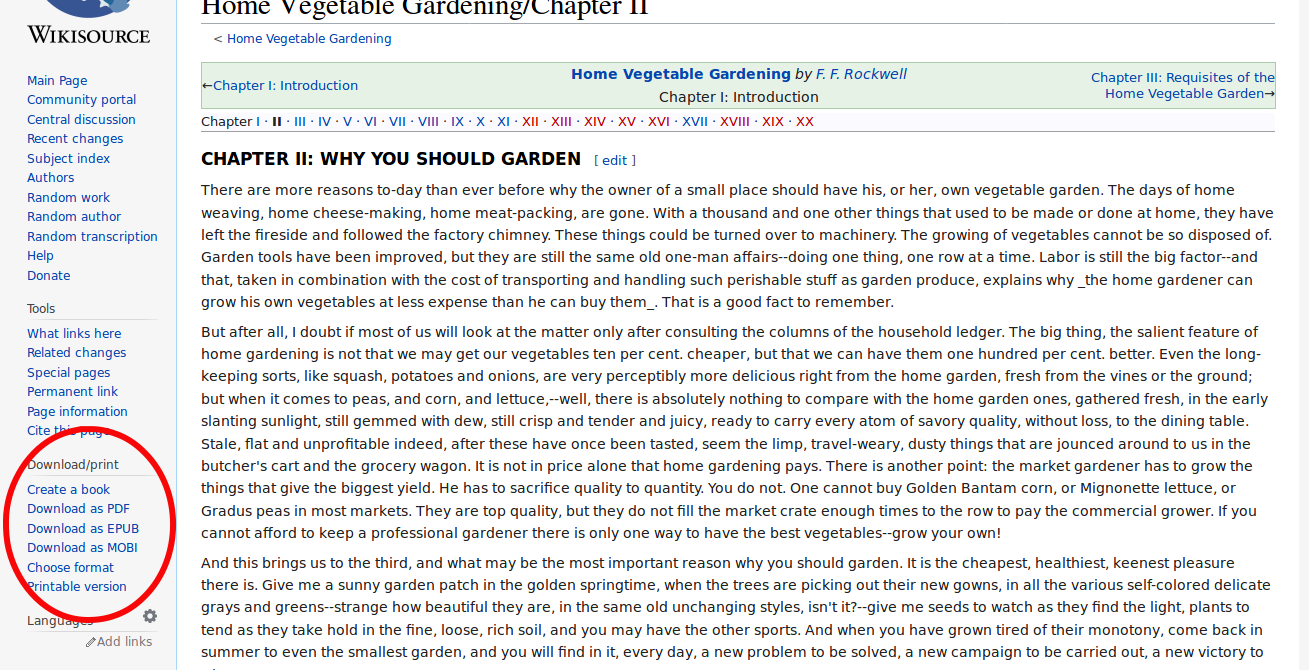 Home Vegetable Gardening/Chapter II
WIKISOURCE
Main Page
Community portal
Central discussion
Recent changes
Subject index
Authors
Random work
Random author
Random transcription
Help
Donate
Tools
What links here
Related changes
Special pages
Permanent link
Page information
Cite this page
Download/print
Create a book
Download as PDF
Download as EPUB
Download as MOBI
Choose format
Printable version
Languages
Add links
< Home Vegetable Gardening
←Chapter I: Introduction
Home Vegetable Gardening by F. F. Rockwell
Chapter I: Introduction
Chapter III: Requisites of the
Home Vegetable Garden→
Chapter I · II · III · IV · V · VI · VII · VIII · IX · X · XI · XII · XIII · XIV · XV · XVI · XVII · XVIII · XIX · XX
CHAPTER II: WHY YOU SHOULD GARDEN [ edit ]
There are more reasons to-day than ever before why the owner of a small place should have his, or her, own vegetable garden. The days of home
weaving, home cheese-making, home meat-packing, are gone. With a thousand and one other things that used to be made or done at home, they have
left the fireside and followed the factory chimney. These things could be turned over to machinery. The growing of vegetables cannot be so disposed of.
Garden tools have been improved, but they are still the same old one-man affairs--doing one thing, one row at a time. Labor is still the big factor--and
that, taken in combination with the cost of transporting and handling such perishable stuff as garden produce, explains why _the home gardener can
grow his own vegetables at less expense than he can buy them_. That is a good fact to remember.
But after all, I doubt if most of us will look at the matter only after consulting the columns of the household ledger. The big thing, the salient feature of
home gardening is not that we may get our vegetables ten per cent. cheaper, but that we can have them one hundred per cent. better. Even the long-
keeping sorts, like squash, potatoes and onions, are very perceptibly more delicious right from the home garden, fresh from the vines or the ground;
but when it comes to peas, and corn, and lettuce,--well, there is absolutely nothing to compare with the home garden ones, gathered fresh, in the early
slanting sunlight, still gemmed with dew, still crisp and tender and juicy, ready to carry every atom of savory quality, without loss, to the dining table.
Stale, flat and unprofitable indeed, after these have once been tasted, seem the limp, travel-weary, dusty things that are jounced around to us in the
butcher's cart and the grocery wagon. It is not in price alone that home gardening pays. There is another point: the market gardener has to grow the
things that give the biggest yield. He has to sacrifice quality to quantity. You do not. One cannot buy Golden Bantam corn, or Mignonette lettuce, or
Gradus peas in most markets. They are top quality, but they do not fill the market crate enough times to the row to pay the commercial grower. If you
cannot afford to keep a professional gardener there is only one way to have the best vegetables--grow your own!
And this brings us to the third, and what may be the most important reason why you should garden. It is the cheapest, healthiest, keenest pleasure
there is. Give me a sunny garden patch in the golden springtime, when the trees are picking out their new gowns, in all the various self-colored delicate
grays and greens--strange how beautiful they are, in the same old unchanging styles, isn't it?--give me seeds to watch as they find the light, plants to
tend as they take hold in the fine, loose, rich soil, and you may have the other sports. And when you have grown tired of their monotony, come back in
summer to even the smallest garden, and you will find in it, every day, a new problem to be solved, a new campaign to be carried out, a new victory to